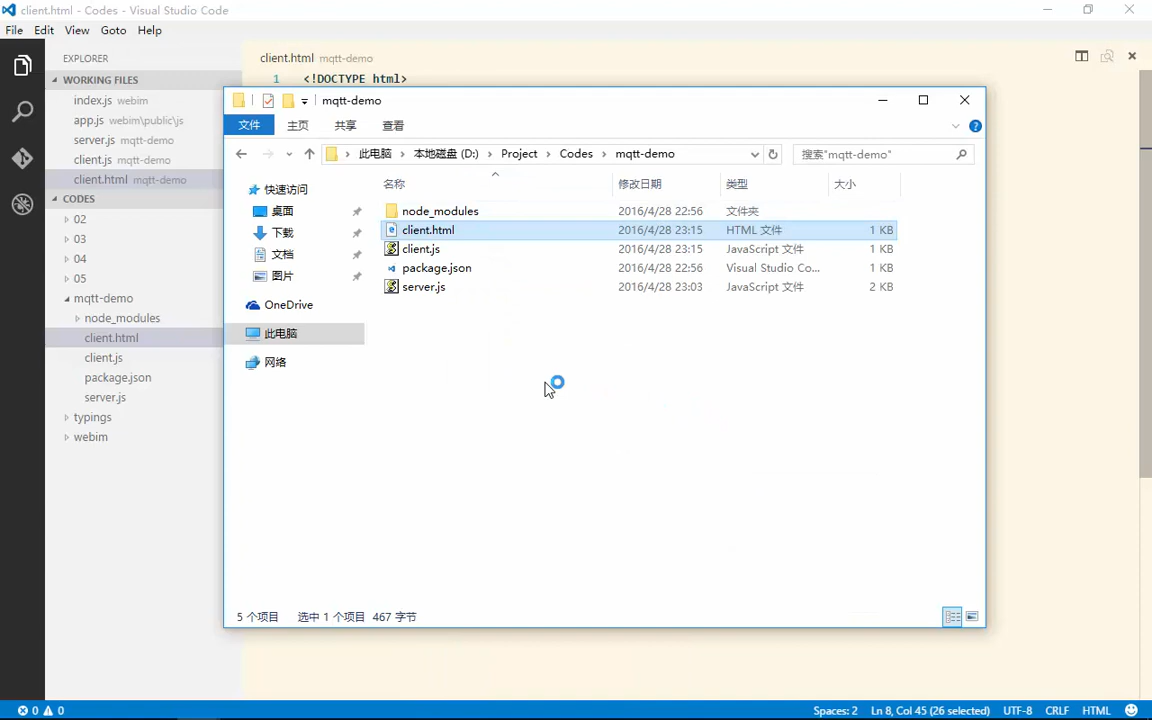 client.html - Codes - Visual Studio Code
File Edit View Goto Help
EXPLORER
WORKING FILES
index.js webim
app.js webim\public\js
server.js mqtt-demo
client.js mqtt-demo
client.html mqtt-demo
CODES
02
03
04
05
mqtt-demo
node_modules
client.html
client.js
package.json
server.js
typings
webim
client.html mqtt-demo
1 <!DOCTYPE html>
mqtt-demo
文件 主页 共享 查看
此电脑 本地磁盘 (D:) Project Codes mqtt-demo
搜索"mqtt-demo"
快速访问
桌面
下载
文档
图片
OneDrive
此电脑
网络
名称 修改日期 类型 大小
node_modules 2016/4/28 22:56 文件夹
client.html 2016/4/28 23:15 HTML 文件 1 KB
client.js 2016/4/28 23:15 JavaScript 文件 1 KB
package.json 2016/4/28 22:56 Visual Studio Co... 1 KB
server.js 2016/4/28 23:03 JavaScript 文件 2 KB
5 个项目 选中 1 个项目 467 字节
0 0
Spaces: 2 Ln 8, Col 45 (26 selected) UTF-8 CRLF HTML